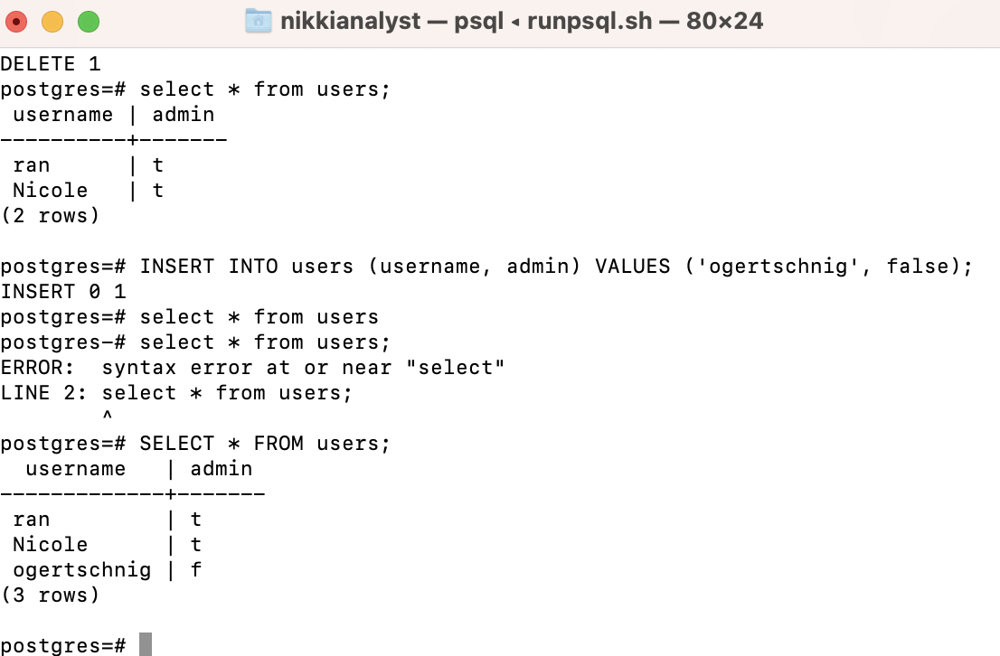 nikkianalyst — psql ◂ runpsql.sh — 80×24
DELETE 1
postgres=# select * from users;
 username | admin
----------+-------
 ran      | t
 Nicole   | t
(2 rows)

postgres=# INSERT INTO users (username, admin) VALUES ('ogertschnig', false);
INSERT 0 1
postgres=# select * from users
postgres-# select * from users;
ERROR:  syntax error at or near "select"
LINE 2: select * from users;
        ^
postgres=# SELECT * FROM users;
  username   | admin
-------------+-------
 ran         | t
 Nicole      | t
 ogertschnig | f
(3 rows)

postgres=#